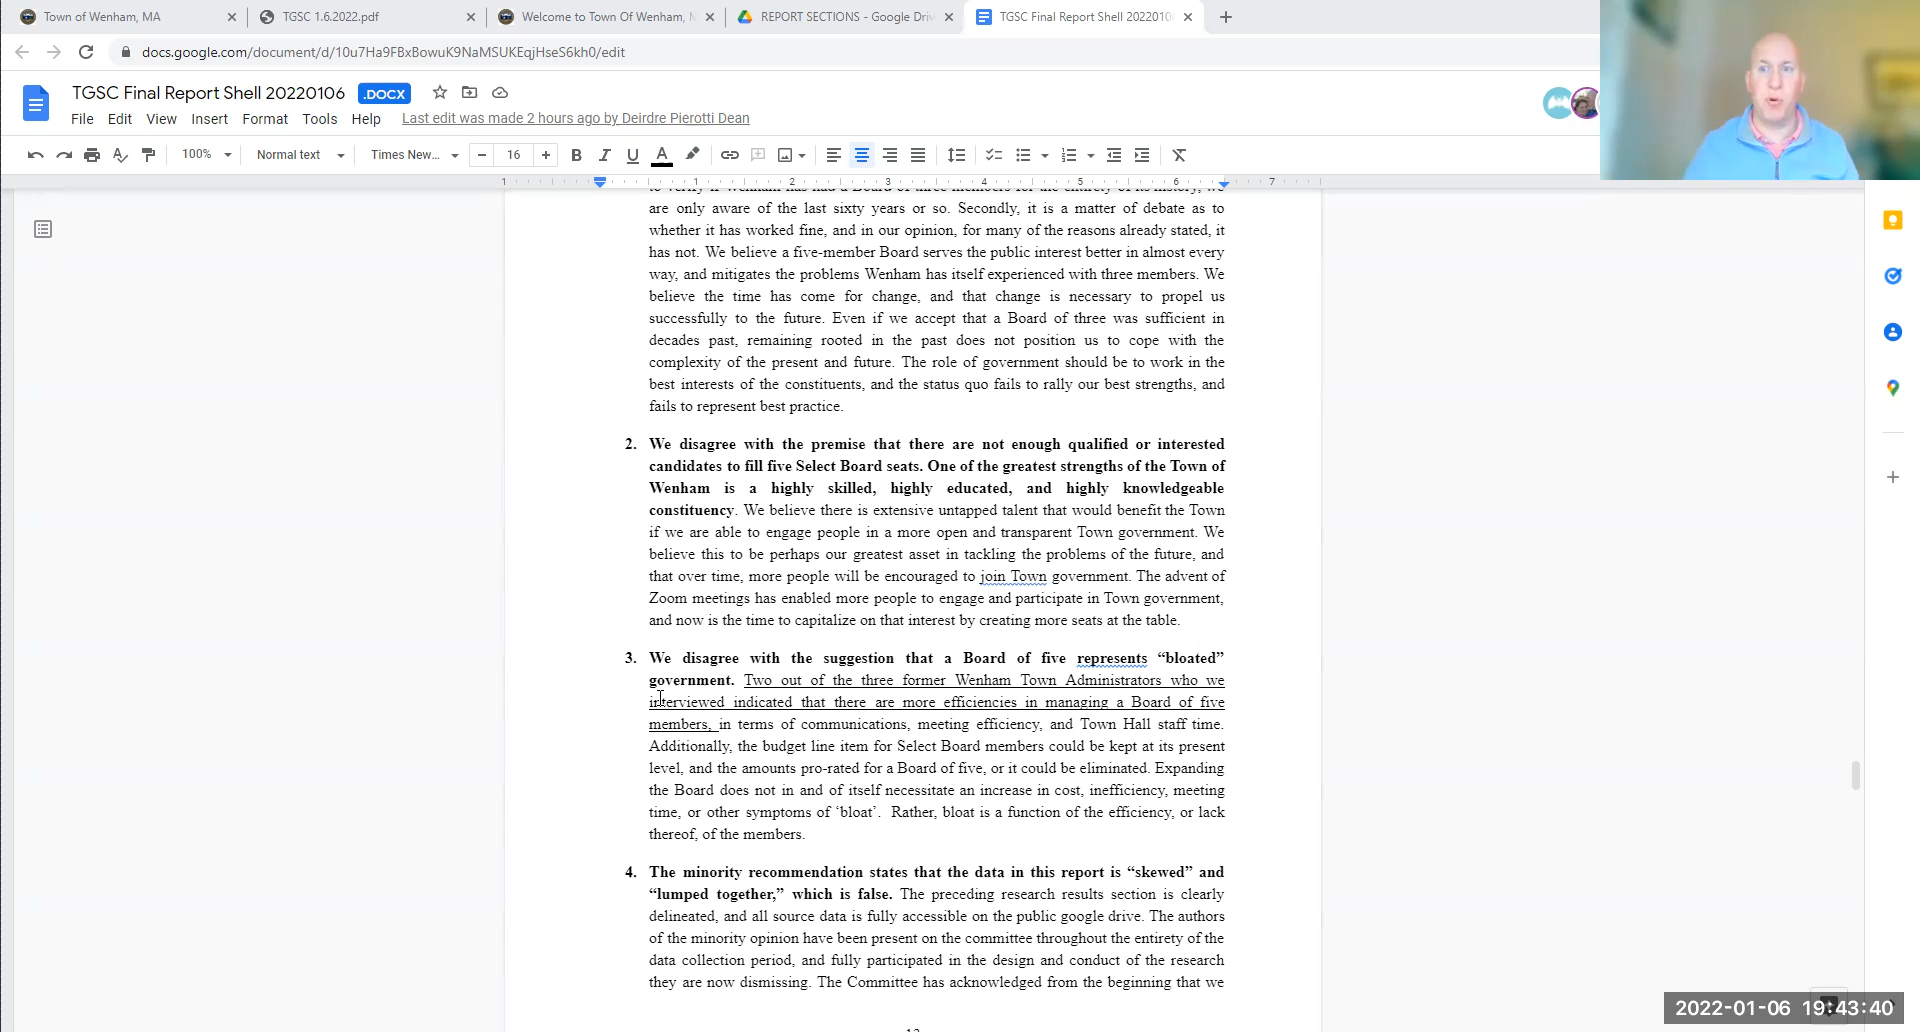 Town of Wenham, MA
TGSC 1.6.2022.pdf
Welcome to Town Of Wenham,
REPORT SECTIONS - Google Driv
TGSC Final Report Shell 2022010
docs.google.com/document/d/10u7Ha9FBxBowuK9NaMSUKEqjHseS6kh0/edit
TGSC Final Report Shell 20220106 .DOCX
File Edit View Insert Format Tools Help Last edit was made 2 hours ago by Deirdre Pierotti Dean
100% Normal text Times New... 16 B I U A
1 1 2 3 4 5 6 7
to verify if Wenham has had a Board of three members for the entirety of its history, we
are only aware of the last sixty years or so. Secondly, it is a matter of debate as to
whether it has worked fine, and in our opinion, for many of the reasons already stated, it
has not. We believe a five-member Board serves the public interest better in almost every
way, and mitigates the problems Wenham has itself experienced with three members. We
believe the time has come for change, and that change is necessary to propel us
successfully to the future. Even if we accept that a Board of three was sufficient in
decades past, remaining rooted in the past does not position us to cope with the
complexity of the present and future. The role of government should be to work in the
best interests of the constituents, and the status quo fails to rally our best strengths, and
fails to represent best practice.
2. We disagree with the premise that there are not enough qualified or interested
candidates to fill five Select Board seats. One of the greatest strengths of the Town of
Wenham is a highly skilled, highly educated, and highly knowledgeable
constituency. We believe there is extensive untapped talent that would benefit the Town
if we are able to engage people in a more open and transparent Town government. We
believe this to be perhaps our greatest asset in tackling the problems of the future, and
that over time, more people will be encouraged to join Town government. The advent of
Zoom meetings has enabled more people to engage and participate in Town government,
and now is the time to capitalize on that interest by creating more seats at the table.
3. We disagree with the suggestion that a Board of five represents “bloated”
government. Two out of the three former Wenham Town Administrators who we
interviewed indicated that there are more efficiencies in managing a Board of five
members, in terms of communications, meeting efficiency, and Town Hall staff time.
Additionally, the budget line item for Select Board members could be kept at its present
level, and the amounts pro-rated for a Board of five, or it could be eliminated. Expanding
the Board does not in and of itself necessitate an increase in cost, inefficiency, meeting
time, or other symptoms of ‘bloat’. Rather, bloat is a function of the efficiency, or lack
thereof, of the members.
4. The minority recommendation states that the data in this report is “skewed” and
“lumped together,” which is false. The preceding research results section is clearly
delineated, and all source data is fully accessible on the public google drive. The authors
of the minority opinion have been present on the committee throughout the entirety of the
data collection period, and fully participated in the design and conduct of the research
they are now dismissing. The Committee has acknowledged from the beginning that we
2022-01-06 19:43:40